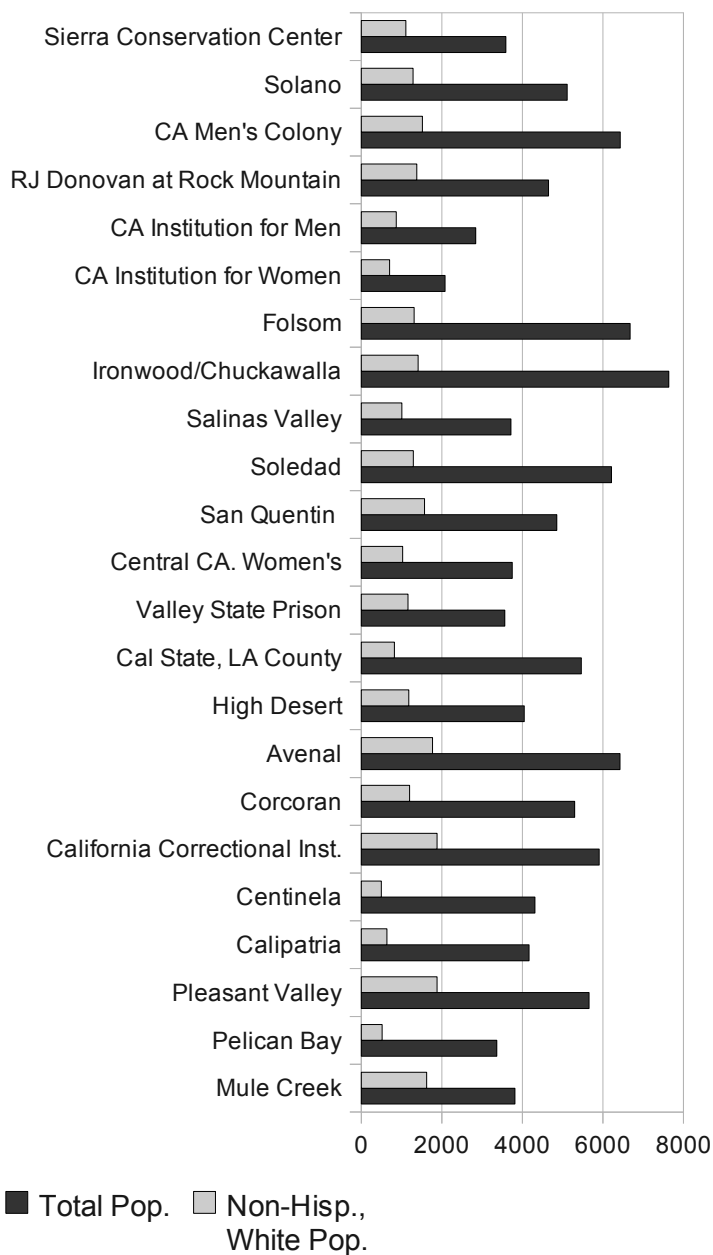 Sierra Conservation Center
Solano
CA Men's Colony
RJ Donovan at Rock Mountain
CA Institution for Men
CA Institution for Women
Folsom
Ironwood/Chuckawalla
Salinas Valley
Soledad
San Quentin
Central CA. Women's
Valley State Prison
Cal State, LA County
High Desert
Avenal
Corcoran
California Correctional Inst.
Centinela
Calipatria
Pleasant Valley
Pelican Bay
Mule Creek
0 2000 4000 6000 8000
Total Pop. Non-Hisp.,
White Pop.